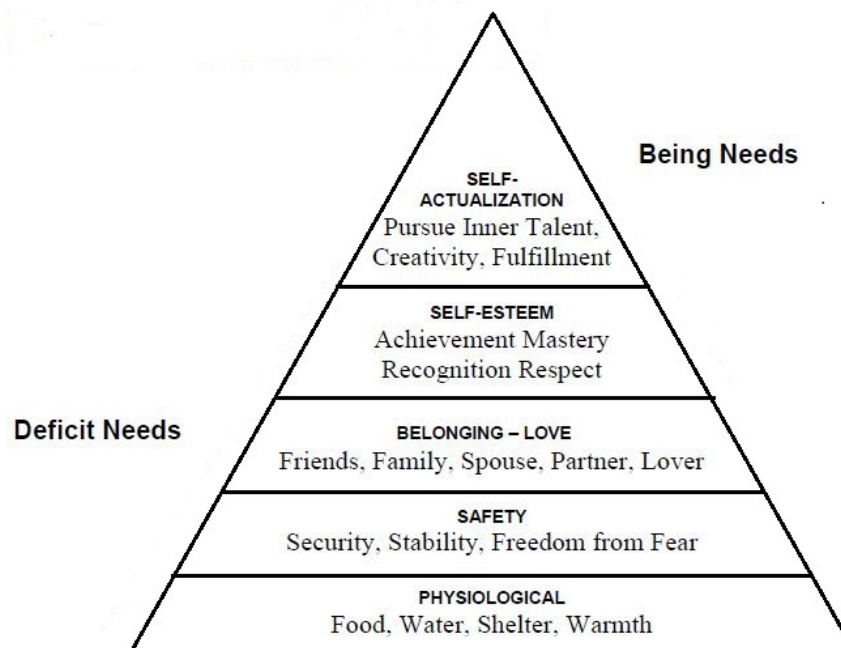 Being Needs
SELF-
ACTUALIZATION
Pursue Inner Talent,
Creativity, Fulfillment
SELF-ESTEEM
Achievement Mastery
Recognition Respect
Deficit Needs
BELONGING – LOVE
Friends, Family, Spouse, Partner, Lover
SAFETY
Security, Stability, Freedom from Fear
PHYSIOLOGICAL
Food, Water, Shelter, Warmth